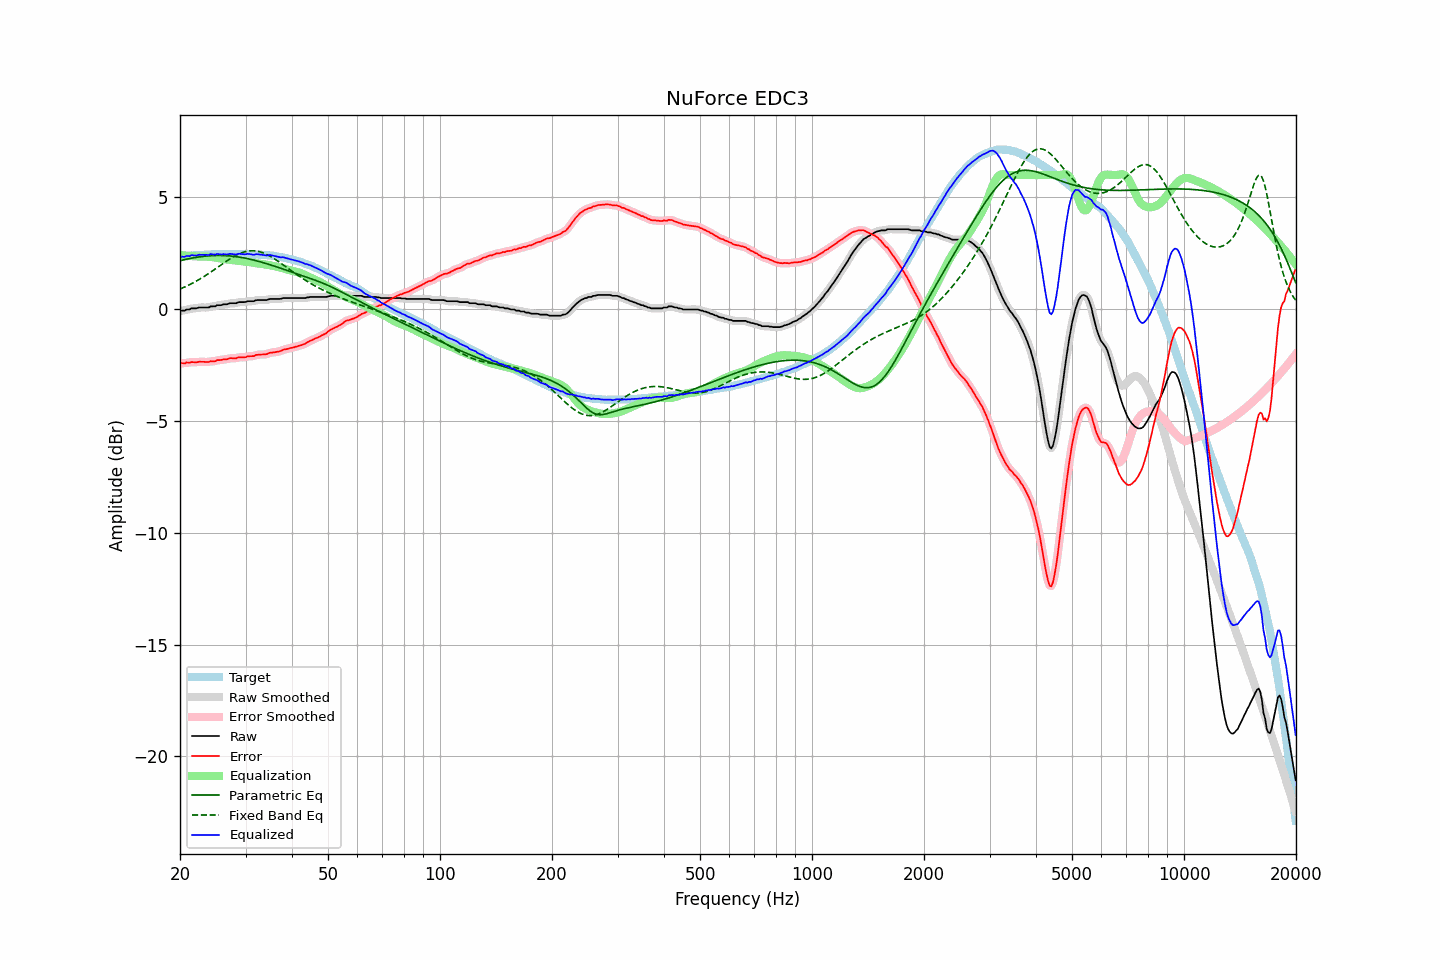 NuForce EDC3
Amplitude (dBr)
5
0
−5
−10
−15
−20
Target
Raw Smoothed
Error Smoothed
Raw
Error
Equalization
Parametric Eq
Fixed Band Eq
Equalized
20
50
100
200
500
1000
2000
5000
10000
20000
Frequency (Hz)